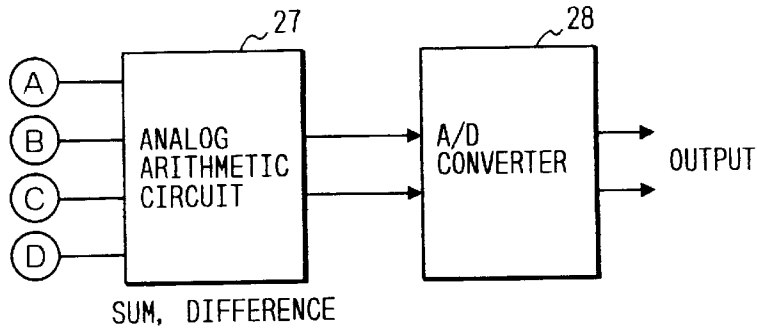 27
28
A
B
C
D
ANALOG
ARITHMETIC
CIRCUIT
A/D
CONVERTER
OUTPUT
SUM, DIFFERENCE